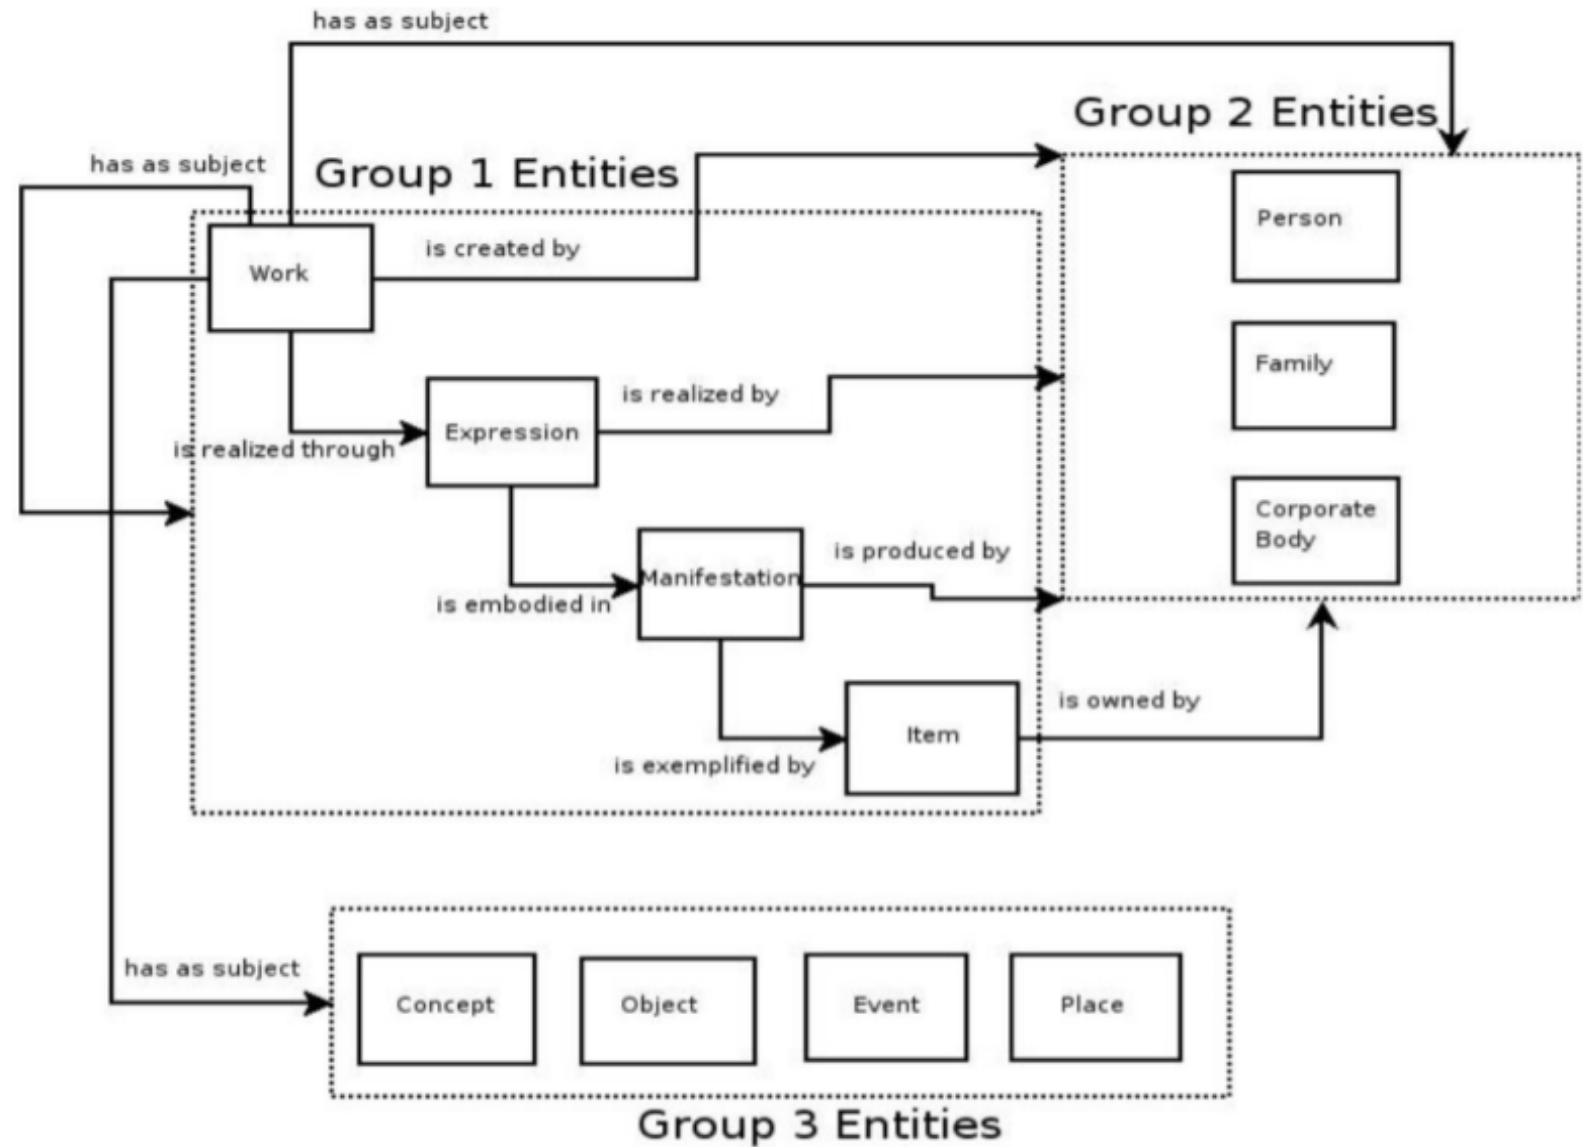 has as subject
Group 2 Entities
has as subject
Group 1 Entities
Person
is created by
Work
Family
is realized by
Expression
is realized through
Corporate
Body
is produced by
Manifestation
is embodied in
is owned by
Item
is exemplified by
has as subject
Concept
Object
Event
Place
Group 3 Entities